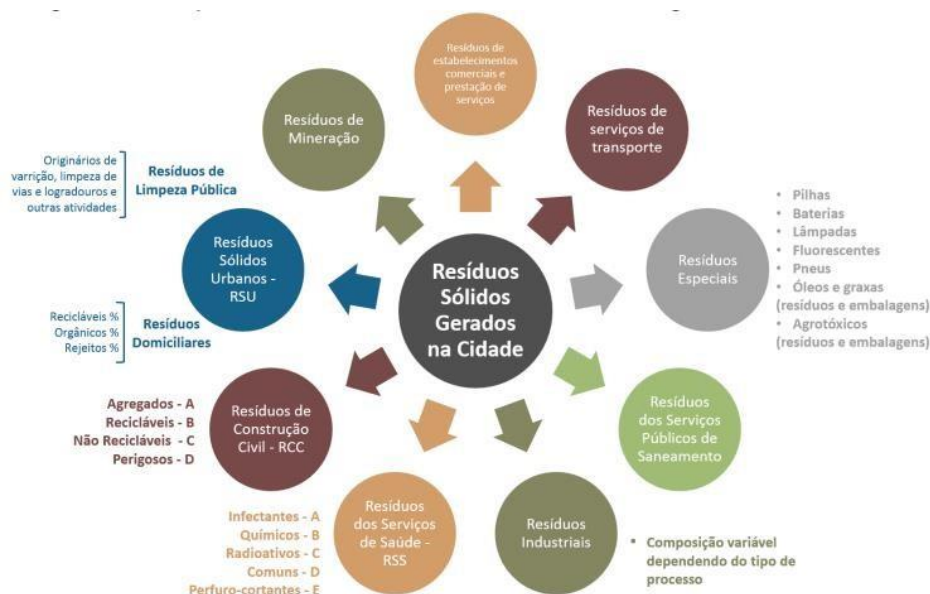 Resíduos de
estabelecimentos
comerciais e
prestação de
serviços
Resíduos de
Mineração
Resíduos de
serviços de
transporte
Originários de
varrição, limpeza de
vias e logradouros e
outras atividades
Resíduos de
Limpeza Pública
Resíduos
Sólidos
Urbanos -
RSU
Resíduos
Sólidos
Gerados
na Cidade
Resíduos
Especiais
• Pilhas
• Baterias
• Lâmpadas
• Fluorescentes
• Pneus
• Óleos e graxas
(resíduos e embalagens)
• Agrotóxicos
(resíduos e embalagens)
Recicláveis %
Orgânicos %
Rejeitos %
Resíduos
Domiciliares
Agregados - A
Recicláveis - B
Não Recicláveis - C
Perigosos - D
Resíduos de
Construção
Civil - RCC
Resíduos
dos Serviços
Públicos de
Saneamento
Infectantes - A
Químicos - B
Radioativos - C
Comuns - D
Perfuro-cortantes - E
Resíduos
dos Serviços
de Saúde -
RSS
Resíduos
Industriais
• Composição variável
dependendo do tipo de
processo